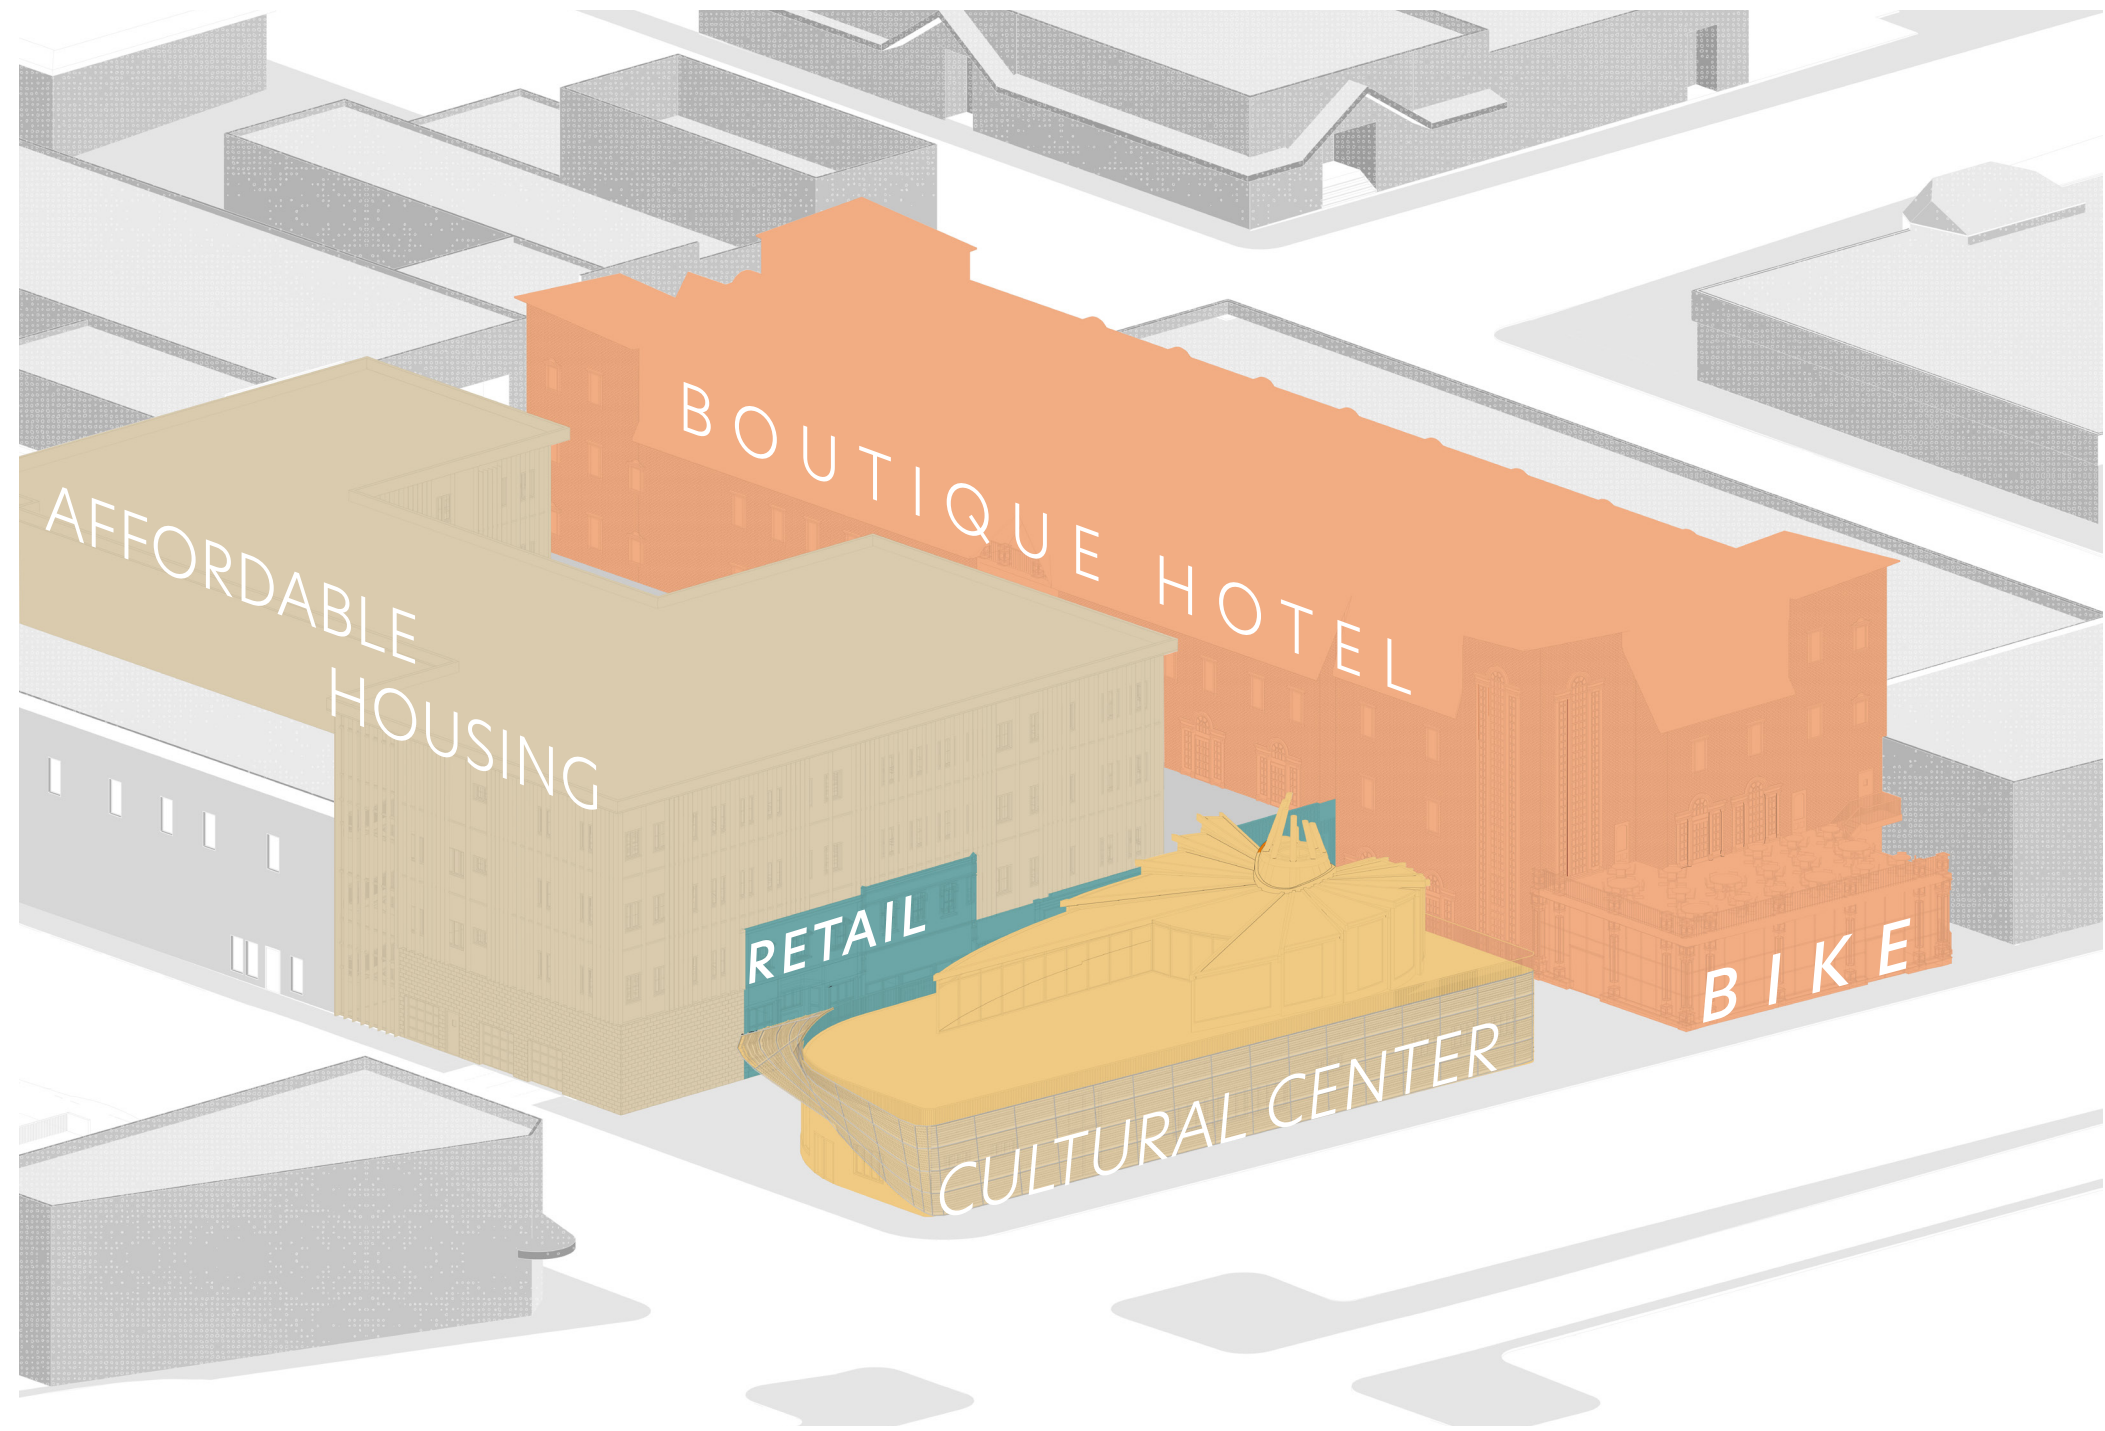 BOUTIQUE HOTEL
AFFORDABLE
HOUSING
RETAIL
BIKE
CULTURAL CENTER